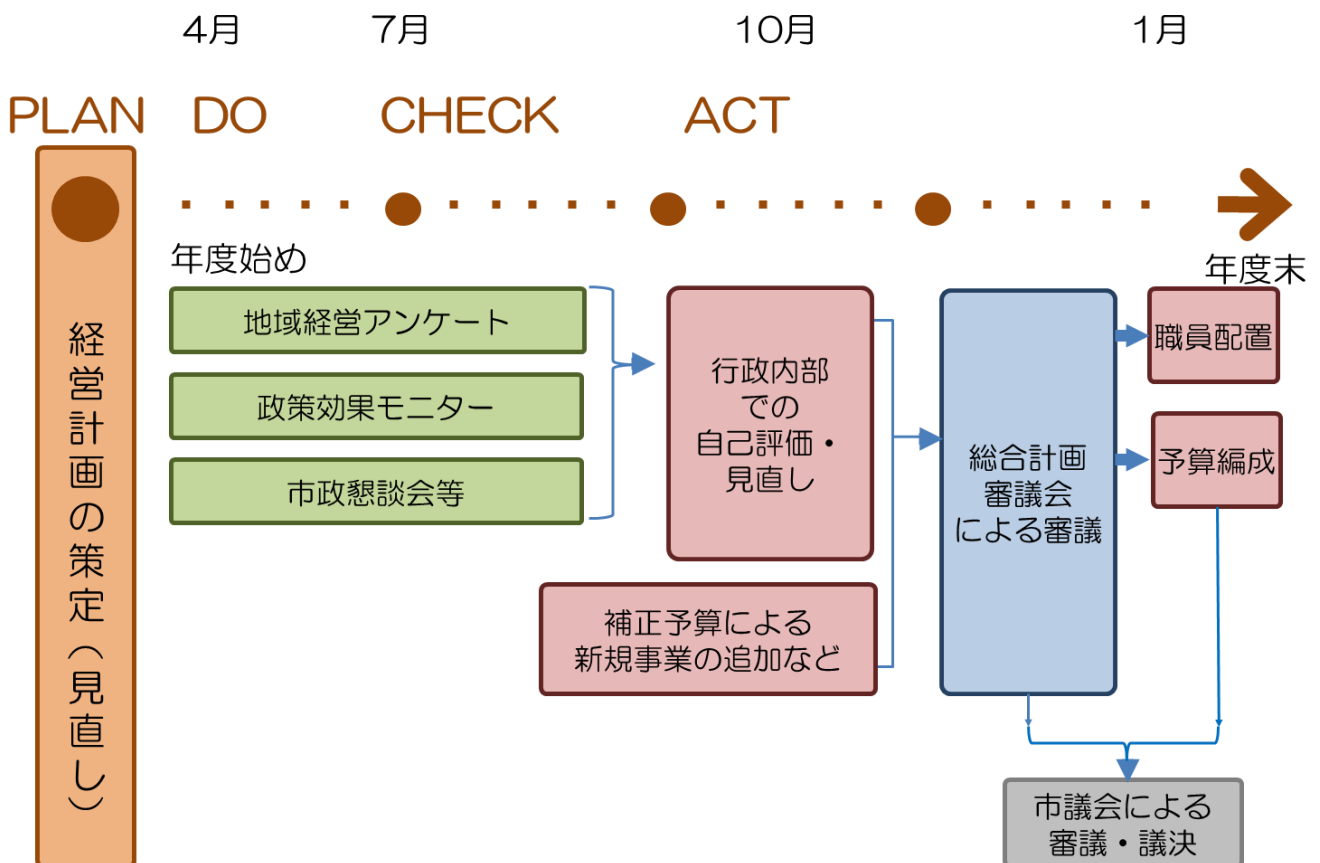 4月
7月
10月
1月
PLAN
DO
CHECK
ACT
年度始め
年度末
経営計画の策定（見直し）
地域経営アンケート
政策効果モニター
市政懇談会等
行政内部
での
自己評価・
見直し
補正予算による
新規事業の追加など
総合計画
審議会
による審議
職員配置
予算編成
市議会による
審議・議決